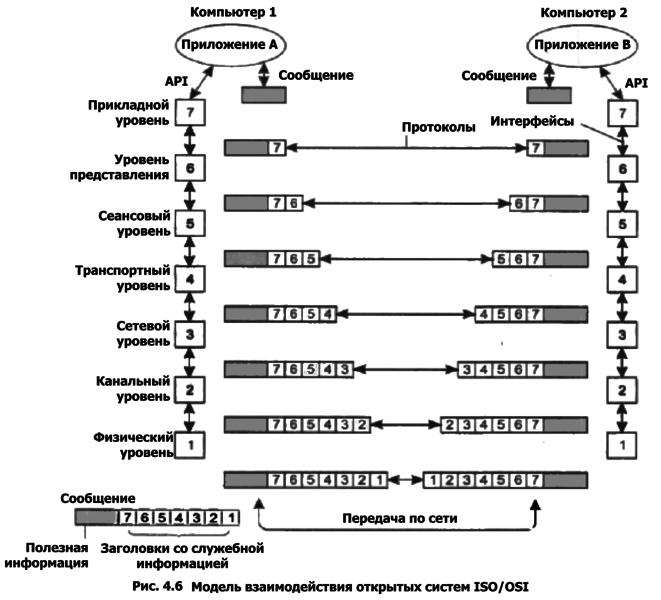 Компьютер 1
Компьютер 2
Приложение A
Приложение B
API
Сообщение
Сообщение
API
Прикладной
уровень
7
Протоколы
Интерфейсы
7
7
7
Уровень
представления
6
6
7 6
6 7
Сеансовый
уровень
5
5
7 6 5
5 6 7
Транспортный
уровень
4
4
7 6 5 4
4 5 6 7
Сетевой
уровень
3
3
7 6 5 4 3
3 4 5 6 7
Канальный
уровень
2
2
7 6 5 4 3 2
2 3 4 5 6 7
Физический
уровень
1
1
7 6 5 4 3 2 1
1 2 3 4 5 6 7
Сообщение
7 6 5 4 3 2 1
Передача по сети
Полезная
информация
Заголовки со служебной
информацией
Рис. 4.6 Модель взаимодействия открытых систем ISO/OSI